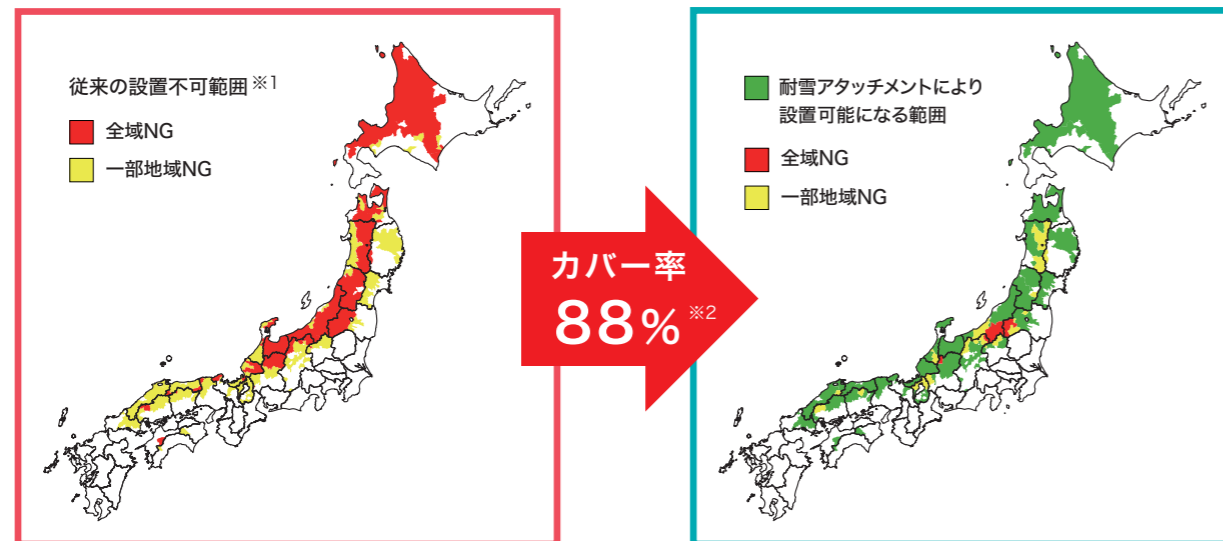 従来の設置不可範囲※1
全域NG
一部地域NG
カバー率
88%※2
耐雪アタッチメントにより
設置可能になる範囲
全域NG
一部地域NG